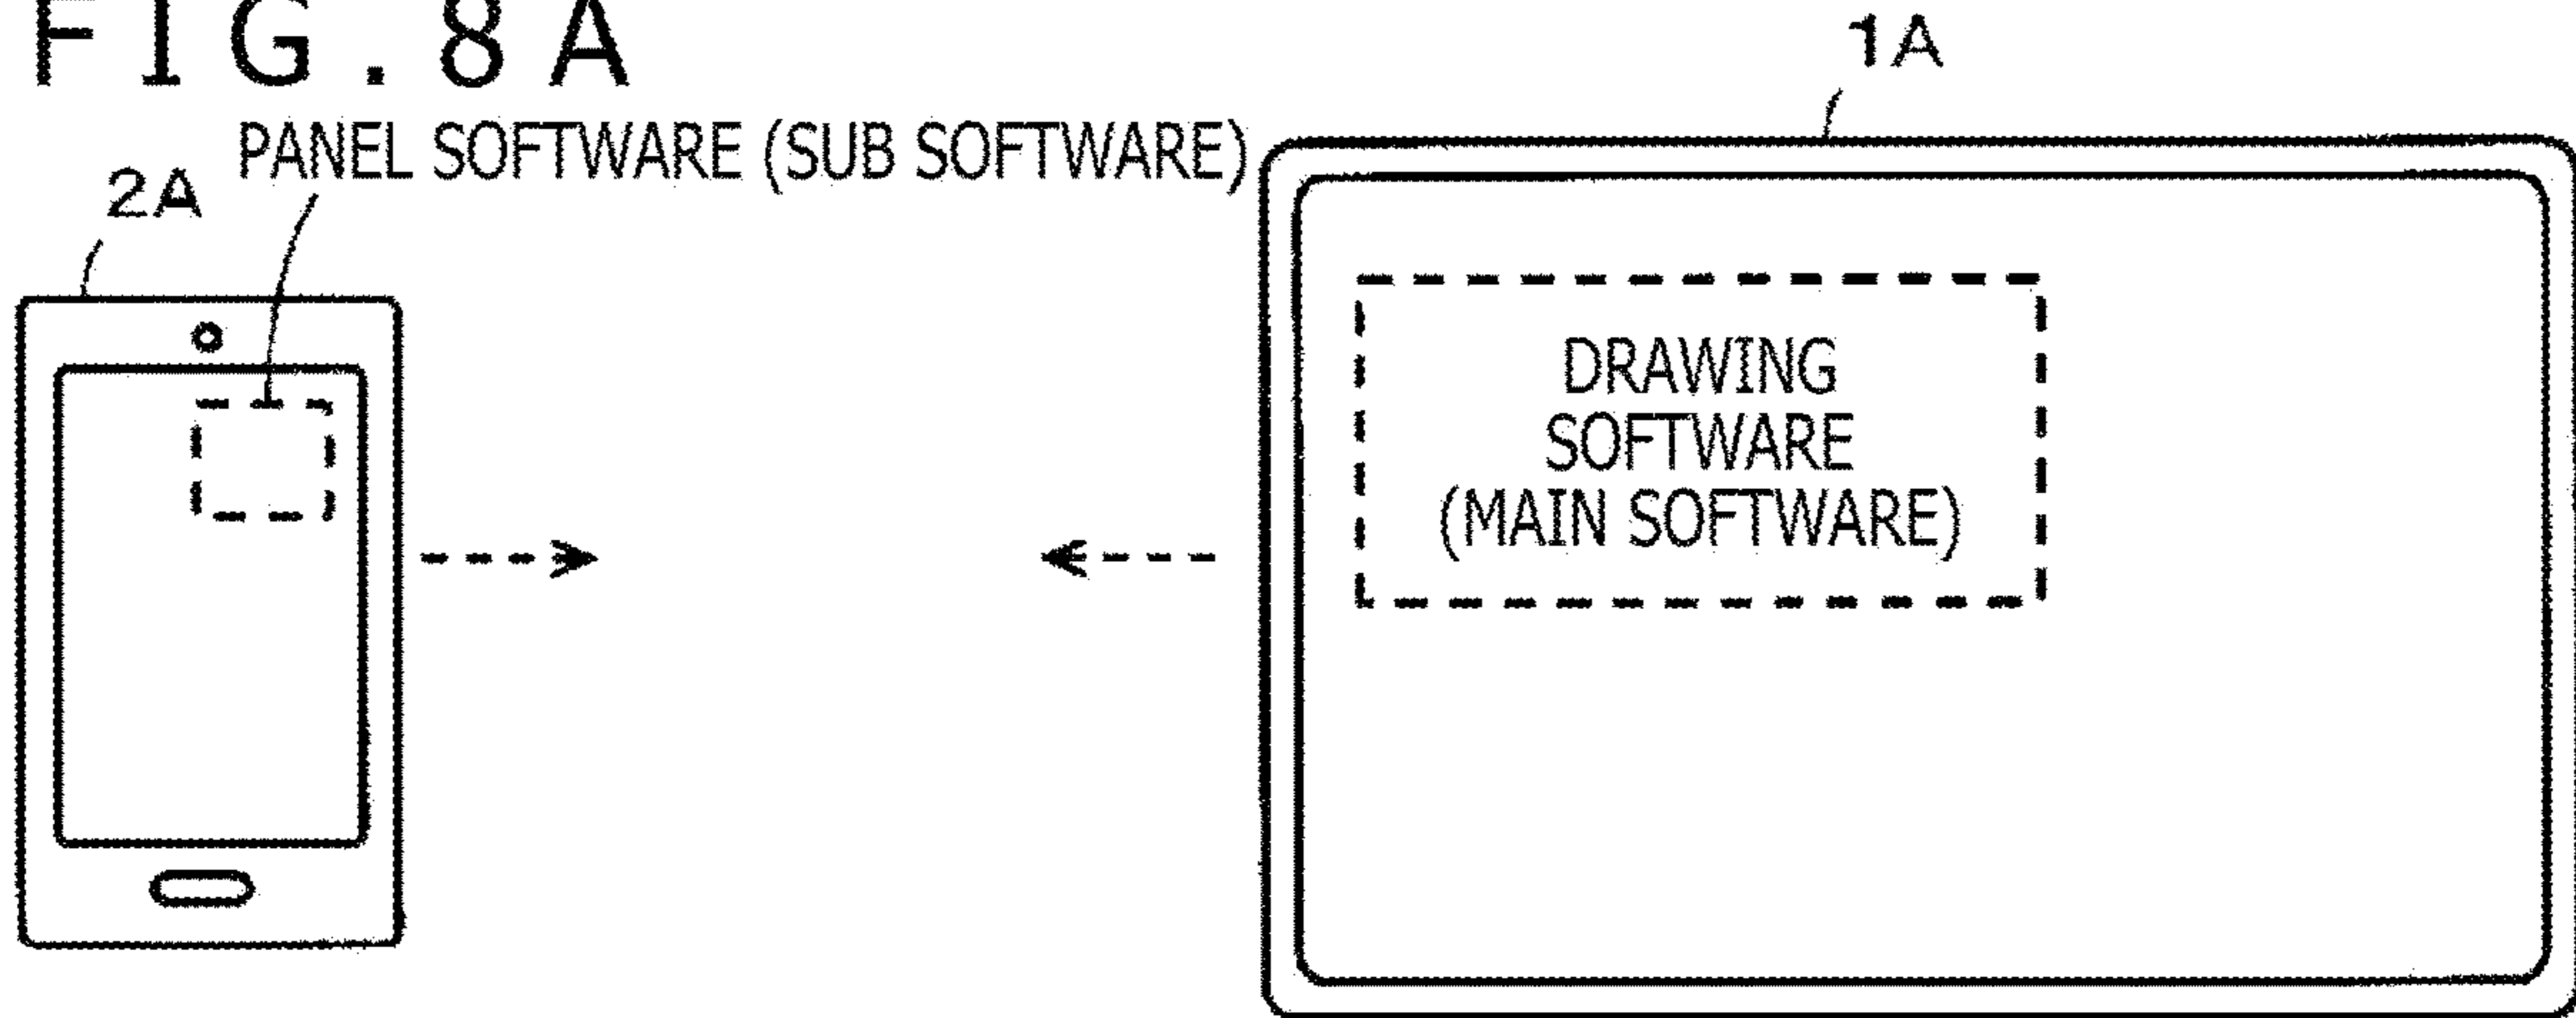 FIG.8A
1A
PANEL SOFTWARE (SUB SOFTWARE)
2A
DRAWING
SOFTWARE
(MAIN SOFTWARE)